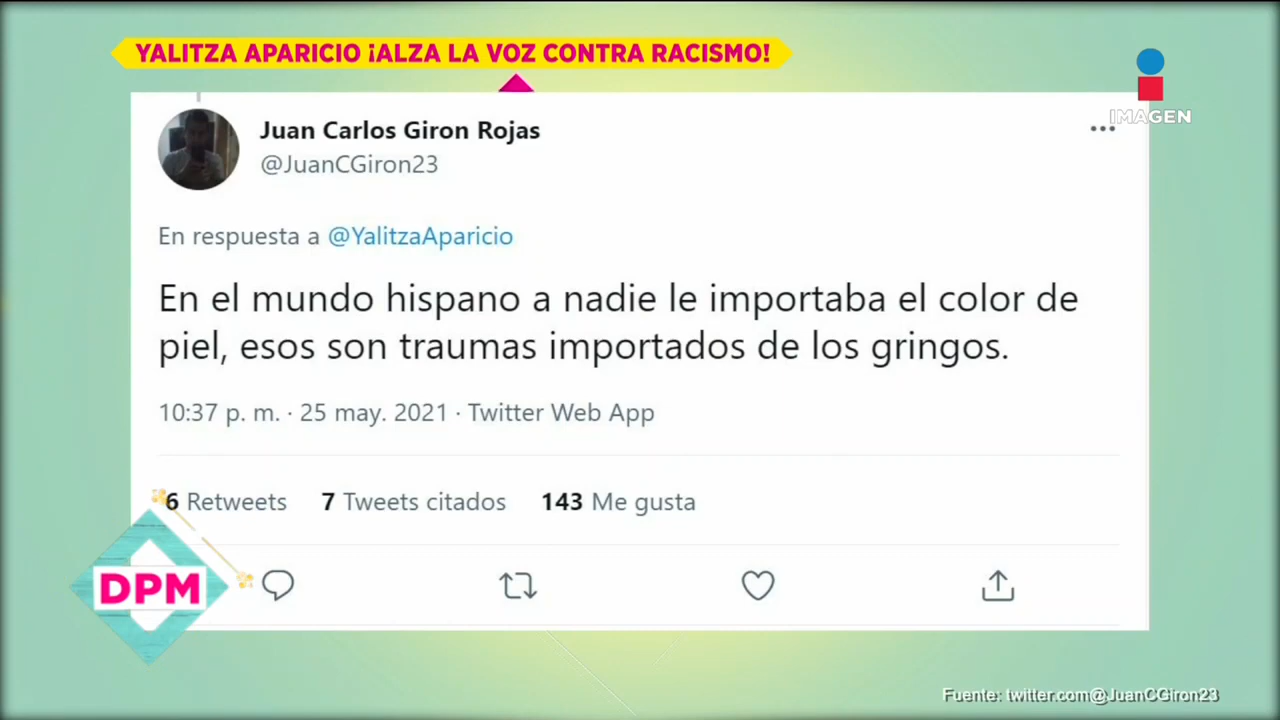 YALITZA APARICIO ¡ALZA LA VOZ CONTRA RACISMO!
IMAGEN
Juan Carlos Giron Rojas
@JuanCGiron23
En respuesta a @YalitzaAparicio
En el mundo hispano a nadie le importaba el color de
piel, esos son traumas importados de los gringos.
10:37 p. m. · 25 may. 2021 · Twitter Web App
6 Retweets 7 Tweets citados 143 Me gusta
DPM
Fuente: twitter.com@JuanCGiron23